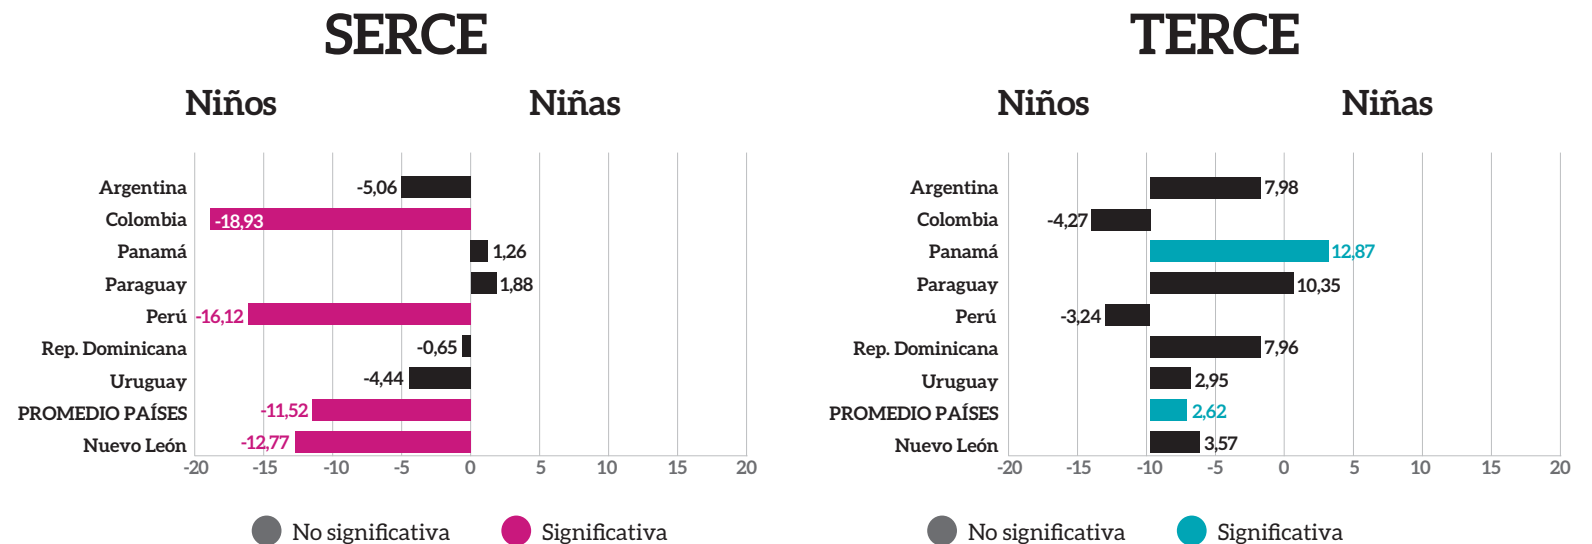 SERCE
Niños Niñas
Argentina -5,06
Colombia -18,93
Panamá 1,26
Paraguay 1,88
Perú -16,12
Rep. Dominicana -0,65
Uruguay -4,44
PROMEDIO PAÍSES -11,52
Nuevo León -12,77
-20 -15 -10 -5 0 5 10 15 20
No significativa Significativa
TERCE
Niños Niñas
Argentina 7,98
Colombia -4,27
Panamá 12,87
Paraguay 10,35
Perú -3,24
Rep. Dominicana 7,96
Uruguay 2,95
PROMEDIO PAÍSES 2,62
Nuevo León 3,57
-20 -15 -10 -5 0 5 10 15 20
No significativa Significativa